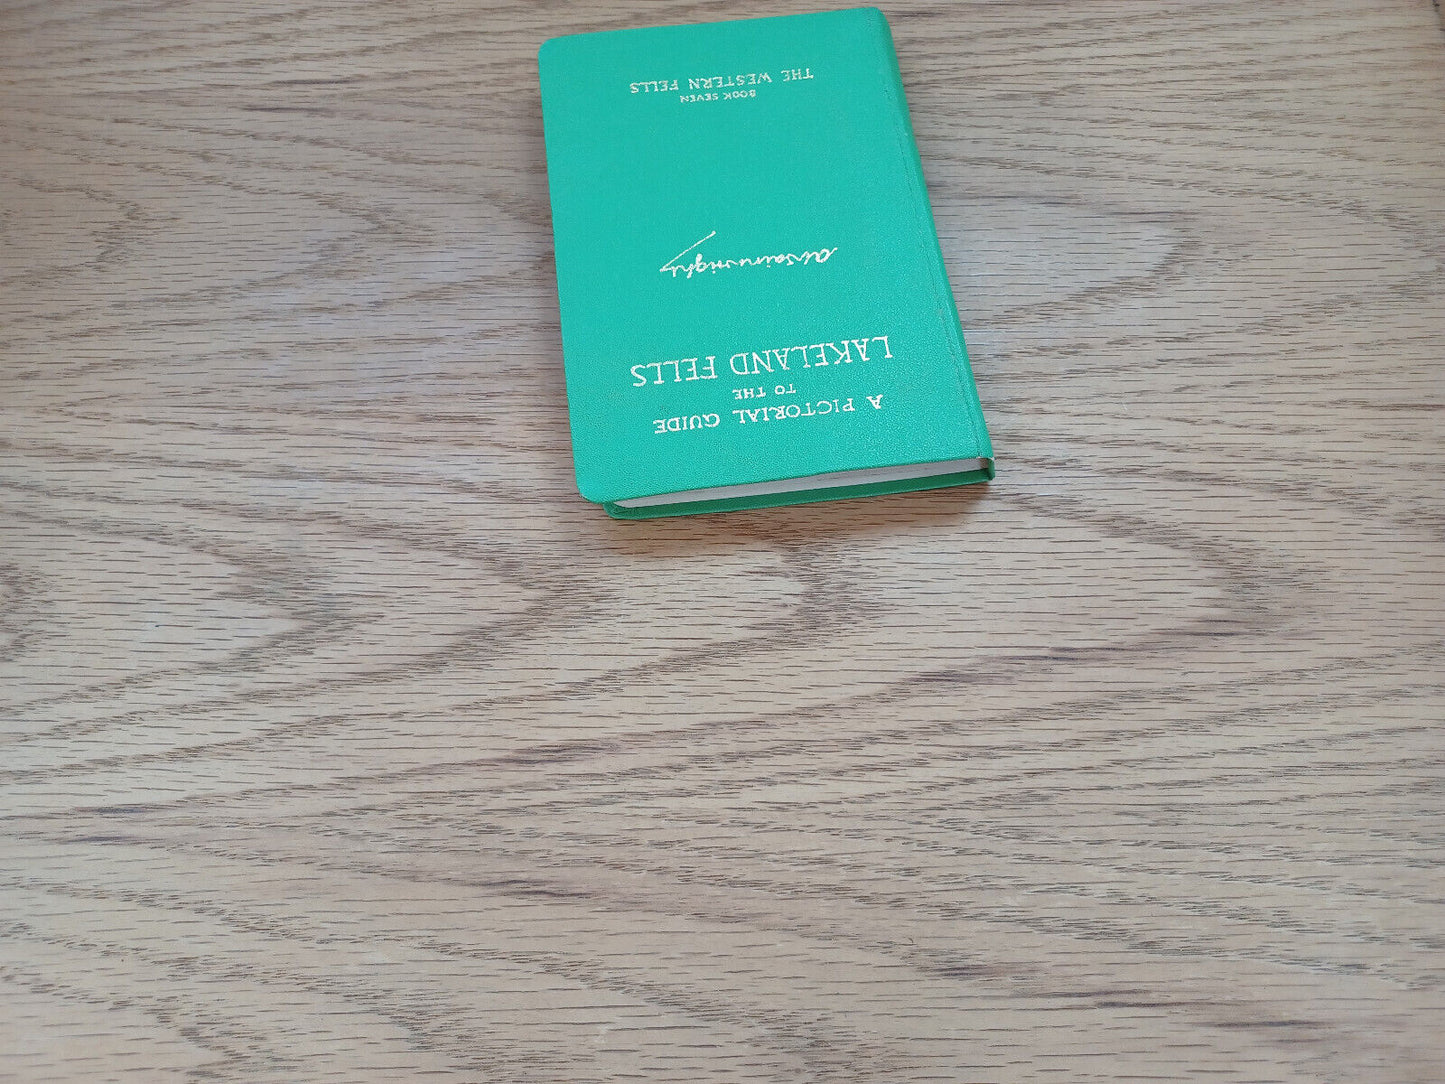 A PICTORIAL GUIDE
TO THE
LAKELAND FELLS
AWainwright
BOOK SEVEN
THE WESTERN FELLS